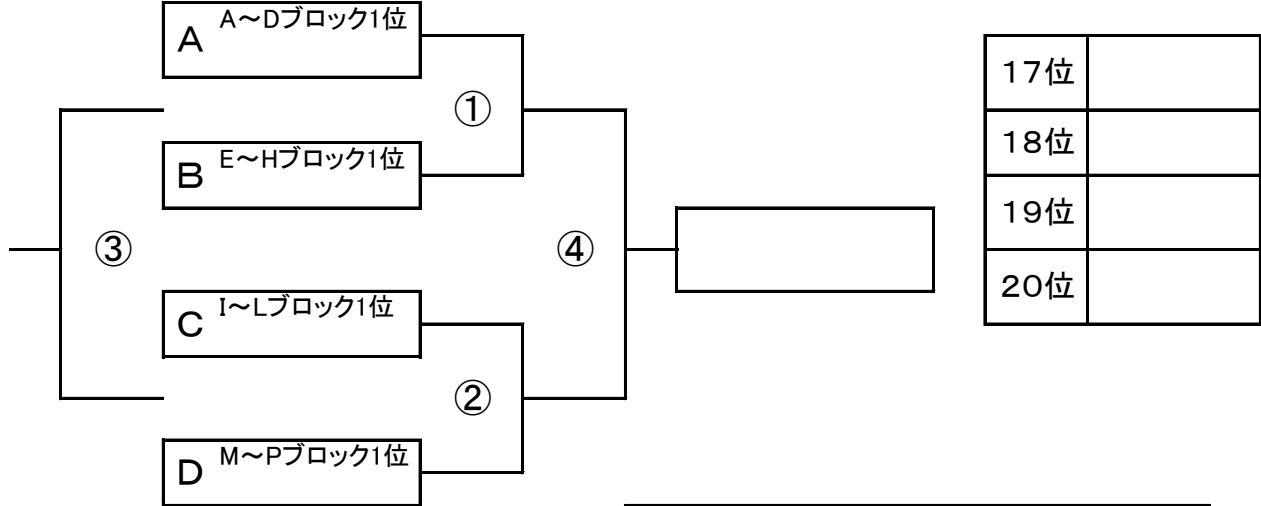 A A～Dブロック1位
①
B E～Hブロック1位
③
④
C I～Lブロック1位
②
D M～Pブロック1位
17位
18位
19位
20位